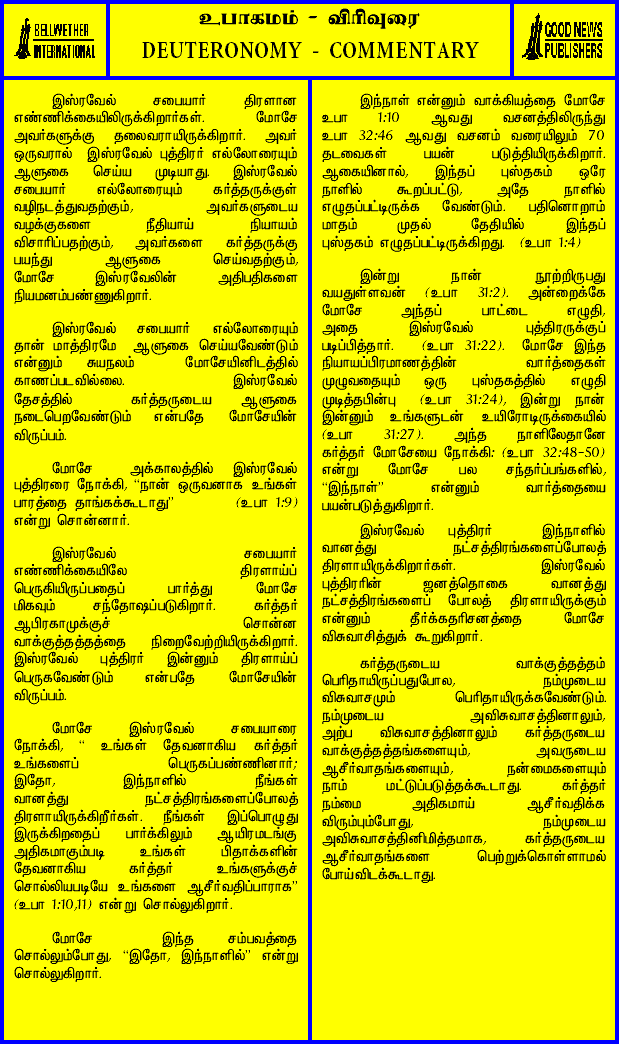 BELLWETHER
INTERNATIONAL
உபாகமம் - விரிவுரை
DEUTERONOMY - COMMENTARY
GOOD NEWS
PUBLISHERS
இஸ்ரவேல் சபையார் திரளான
எண்ணிக்கையிலிருக்கிறார்கள். மோசே
அவர்களுக்கு தலைவராயிருக்கிறார். அவர்
ஒருவரால் இஸ்ரவேல் புத்திரர் எல்லோரையும்
ஆளுகை செய்ய முடியாது. இஸ்ரவேல்
சபையார் எல்லோரையும் கர்த்தருக்குள்
வழிநடத்துவதற்கும், அவர்களுடைய
வழக்குகளை நீதியாய் நியாயம்
விசாரிப்பதற்கும், அவர்களை கர்த்தருக்கு
பயந்து ஆளுகை செய்வதற்கும்,
மோசே இஸ்ரவேலின் அதிபதிகளை
நியமனம்பண்ணுகிறார்.
இஸ்ரவேல் சபையார் எல்லோரையும்
தான் மாத்திரமே ஆளுகை செய்யவேண்டும்
என்னும் சுயநலம் மோசேயினிடத்தில்
காணப்படவில்லை. இஸ்ரவேல்
தேசத்தில் கர்த்தருடைய ஆளுகை
நடைபெறவேண்டும் என்பதே மோசேயின்
விருப்பம்.
மோசே அக்காலத்தில் இஸ்ரவேல்
புத்திரரை நோக்கி, “நான் ஒருவனாக உங்கள்
பாரத்தை தாங்கக்கூடாது” (உபா 1:9)
என்று சொன்னார்.
இஸ்ரவேல் சபையார்
எண்ணிக்கையிலே திரளாய்ப்
பெருகியிருப்பதைப் பார்த்து மோசே
மிகவும் சந்தோஷப்படுகிறார். கர்த்தர்
ஆபிரகாமுக்குச் சொன்ன
வாக்குத்தத்தத்தை நிறைவேற்றியிருக்கிறார்.
இஸ்ரவேல் புத்திரர் இன்னும் திரளாய்ப்
பெருகவேண்டும் என்பதே மோசேயின்
விருப்பம்.
மோசே இஸ்ரவேல் சபையாரை
நோக்கி, “ உங்கள் தேவனாகிய கர்த்தர்
உங்களைப் பெருகப்பண்ணினார்;
இதோ, இந்நாளில் நீங்கள்
வானத்து நட்சத்திரங்களைப்போலத்
திரளாயிருக்கிறீர்கள். நீங்கள் இப்பொழுது
இருக்கிறதைப் பார்க்கிலும் ஆயிரமடங்கு
அதிகமாகும்படி உங்கள் பிதாக்களின்
தேவனாகிய கர்த்தர் உங்களுக்குச்
சொல்லியபடியே உங்களை ஆசீர்வதிப்பாராக”
(உபா 1:10,11) என்று சொல்லுகிறார்.
மோசே இந்த சம்பவத்தை
சொல்லும்போது, “இதோ, இந்நாளில்” என்று
சொல்லுகிறார்.
இந்நாள் என்னும் வாக்கியத்தை மோசே
உபா 1:10 ஆவது வசனத்திலிருந்து
உபா 32:46 ஆவது வசனம் வரையிலும் 70
தடவைகள் பயன் படுத்தியிருக்கிறார்.
ஆகையினால், இந்தப் புஸ்தகம் ஒரே
நாளில் கூறப்பட்டு, அதே நாளில்
எழுதப்பட்டிருக்க வேண்டும். பதினொறாம்
மாதம் முதல் தேதியில் இந்தப்
புஸ்தகம் எழுதப்பட்டிருக்கிறது. (உபா 1:4)
இன்று நான் நூற்றிருபது
வயதுள்ளவன் (உபா 31:2). அன்றைக்கே
மோசே அந்தப் பாட்டை எழுதி,
அதை இஸ்ரவேல் புத்திரருக்குப்
படிப்பித்தார். (உபா 31:22). மோசே இந்த
நியாயப்பிரமாணத்தின் வார்த்தைகள்
முழுவதையும் ஒரு புஸ்தகத்தில் எழுதி
முடித்தபின்பு (உபா 31:24), இன்று நான்
இன்னும் உங்களுடன் உயிரோடிருக்கையில்
(உபா 31:27). அந்த நாளிலேதானே
கர்த்தர் மோசேயை நோக்கி: (உபா 32:48-50)
என்று மோசே பல சந்தர்ப்பங்களில்,
“இந்நாள்” என்னும் வார்த்தையை
பயன்படுத்துகிறார்.
இஸ்ரவேல் புத்திரர் இந்நாளில்
வானத்து நட்சத்திரங்களைப்போலத்
திரளாயிருக்கிறார்கள். இஸ்ரவேல்
புத்திரரின் ஜனத்தொகை வானத்து
நட்சத்திரங்களைப் போலத் திரளாயிருக்கும்
என்னும் தீர்க்கதரிசனத்தை மோசே
விசுவாசித்துக் கூறுகிறார்.
கர்த்தருடைய வாக்குத்தத்தம்
பெரிதாயிருப்பதுபோல, நம்முடைய
விசுவாசமும் பெரிதாயிருக்கவேண்டும்.
நம்முடைய அவிசுவாசத்தினாலும்,
அற்ப விசுவாசத்தினாலும் கர்த்தருடைய
வாக்குத்தத்தங்களையும், அவருடைய
ஆசீர்வாதங்களையும், நன்மைகளையும்
நாம் மட்டுப்படுத்தக்கூடாது. கர்த்தர்
நம்மை அதிகமாய் ஆசீர்வதிக்க
விரும்பும்போது, நம்முடைய
அவிசுவாசத்தினிமித்தமாக, கர்த்தருடைய
ஆசீர்வாதங்களை பெற்றுக்கொள்ளாமல்
போய்விடக்கூடாது.